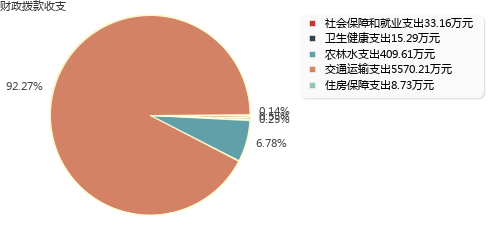 财政拨款收支
社会保障和就业支出33.16万元
卫生健康支出15.29万元
农林水支出409.61万元
交通运输支出5570.21万元
住房保障支出8.73万元
92.27%
0.14%
0.25%
6.78%